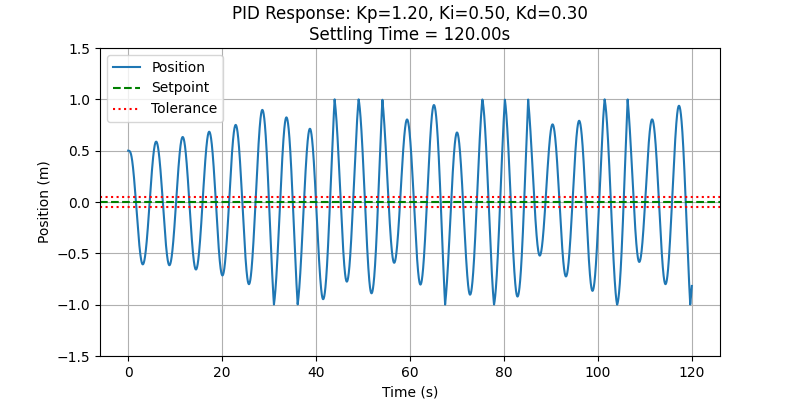 PID Response: Kp=1.20, Ki=0.50, Kd=0.30
Settling Time = 120.00s
Position
Setpoint
Tolerance
1.5
1.0
0.5
0.0
−0.5
−1.0
−1.5
Position (m)
0 20 40 60 80 100 120
Time (s)